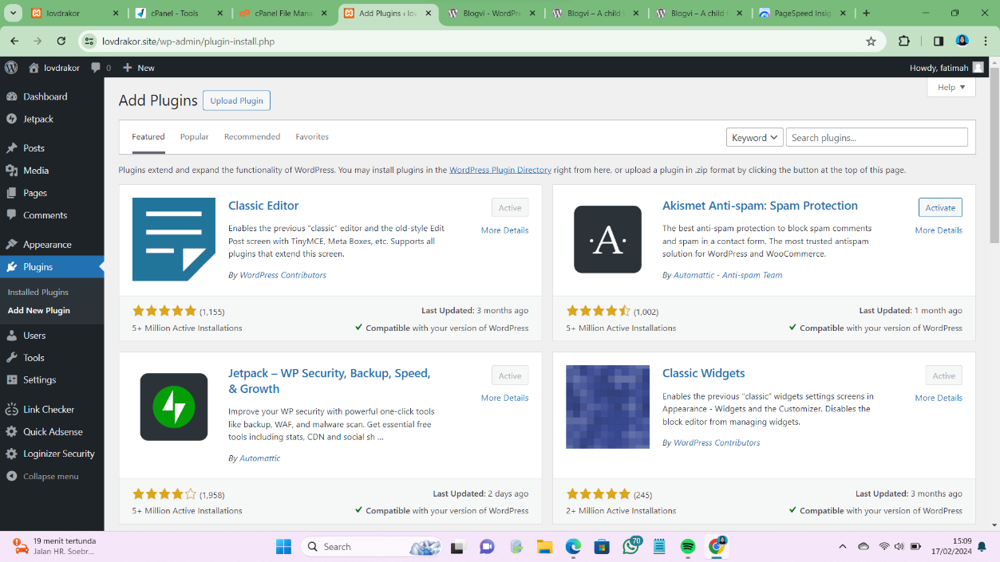 lovdrakor
cPanel - Tools
cPanel File Mana
Add Plugins ‹ lov
Blogvi - WordPre
Blogvi – A child t
Blogvi – A child t
PageSpeed Insig
lovdrakor.site/wp-admin/plugin-install.php
lovdrakor
0
New
Howdy, fatimah
Help
Dashboard
Jetpack
Posts
Media
Pages
Comments
Appearance
Plugins
Installed Plugins
Add New Plugin
Users
Tools
Settings
Link Checker
Quick Adsense
Loginizer Security
Collapse menu
Add Plugins
Upload Plugin
Featured
Popular
Recommended
Favorites
Keyword
Search plugins...
Plugins extend and expand the functionality of WordPress. You may install plugins in the WordPress Plugin Directory right from here, or upload a plugin in .zip format by clicking the button at the top of this page.
Classic Editor
Active
More Details
Enables the previous "classic" editor and the old-style Edit
Post screen with TinyMCE, Meta Boxes, etc. Supports all
plugins that extend this screen.
By WordPress Contributors
(1,155)
Last Updated: 3 months ago
5+ Million Active Installations
Compatible with your version of WordPress
·A·
Akismet Anti-spam: Spam Protection
Activate
More Details
The best anti-spam protection to block spam comments
and spam in a contact form. The most trusted antispam
solution for WordPress and WooCommerce.
By Automattic - Anti-spam Team
(1,002)
Last Updated: 1 month ago
5+ Million Active Installations
Compatible with your version of WordPress
Jetpack – WP Security, Backup, Speed,
& Growth
Active
More Details
Improve your WP security with powerful one-click tools
like backup, WAF, and malware scan. Get essential free
tools including stats, CDN and social sh ...
By Automattic
(1,958)
Last Updated: 2 days ago
5+ Million Active Installations
Compatible with your version of WordPress
Classic Widgets
Active
More Details
Enables the previous "classic" widgets settings screens in
Appearance - Widgets and the Customizer. Disables the
block editor from managing widgets.
By WordPress Contributors
(245)
Last Updated: 3 months ago
2+ Million Active Installations
Compatible with your version of WordPress
19 menit tertunda
Jalan HR. Soebr...
Search
70
15:09
17/02/2024